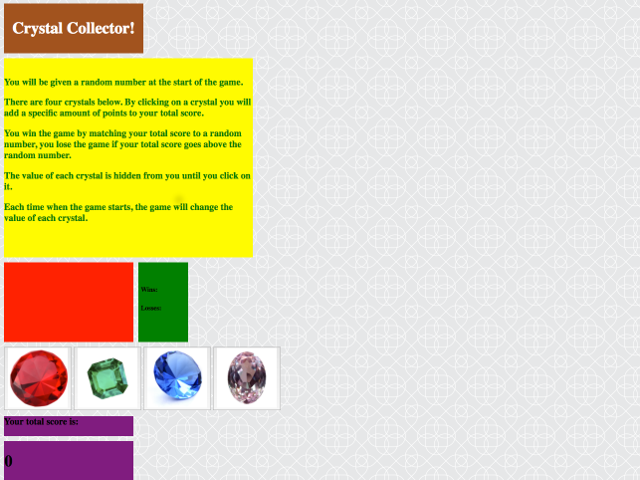 Crystal Collector!
You will be given a random number at the start of the game.
There are four crystals below. By clicking on a crystal you will
add a specific amount of points to your total score.
You win the game by matching your total score to a random
number, you lose the game if your total score goes above the
random number.
The value of each crystal is hidden from you until you click on
it.
Each time when the game starts, the game will change the
value of each crystal.
Wins:
Losses:
Your total score is:
0